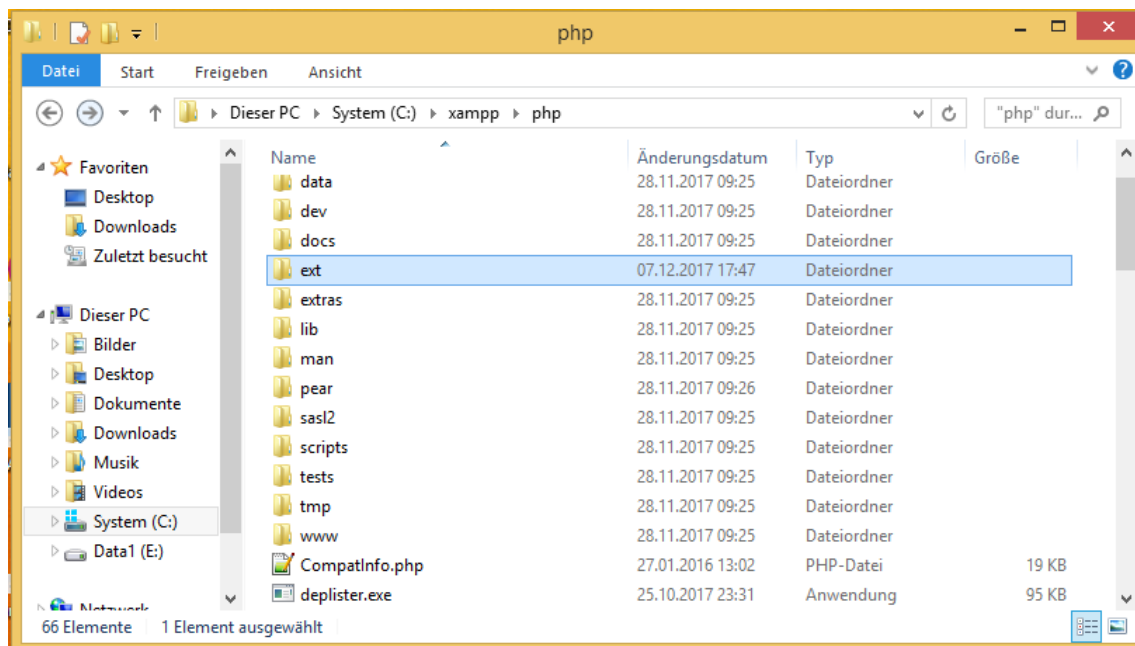 php
Datei Start Freigeben Ansicht
Dieser PC System (C:) xampp php "php" dur...
Name Änderungsdatum Typ Größe
Favoriten
Desktop
Downloads
Zuletzt besucht
Dieser PC
Bilder
Desktop
Dokumente
Downloads
Musik
Videos
System (C:)
Data1 (E:)
Netzwerk
data 28.11.2017 09:25 Dateiordner
dev 28.11.2017 09:25 Dateiordner
docs 28.11.2017 09:25 Dateiordner
ext 07.12.2017 17:47 Dateiordner
extras 28.11.2017 09:25 Dateiordner
lib 28.11.2017 09:25 Dateiordner
man 28.11.2017 09:25 Dateiordner
pear 28.11.2017 09:26 Dateiordner
sasl2 28.11.2017 09:25 Dateiordner
scripts 28.11.2017 09:25 Dateiordner
tests 28.11.2017 09:25 Dateiordner
tmp 28.11.2017 09:25 Dateiordner
www 28.11.2017 09:25 Dateiordner
CompatInfo.php 27.01.2016 13:02 PHP-Datei 19 KB
deplister.exe 25.10.2017 23:31 Anwendung 95 KB
66 Elemente 1 Element ausgewählt